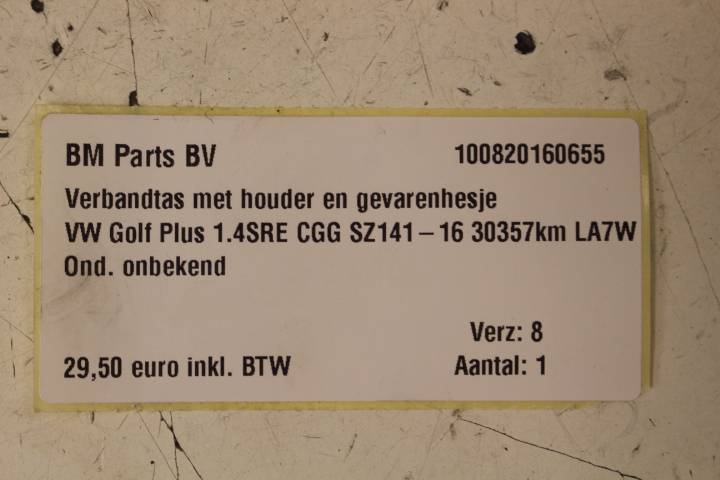 BM Parts BV 100820160655
Verbandtas met houder en gevarenhesje
VW Golf Plus 1.4SRE CGG SZ141-16 30357km LA7W
Ond. onbekend
Verz: 8
29,50 euro inkl. BTW Aantal: 1